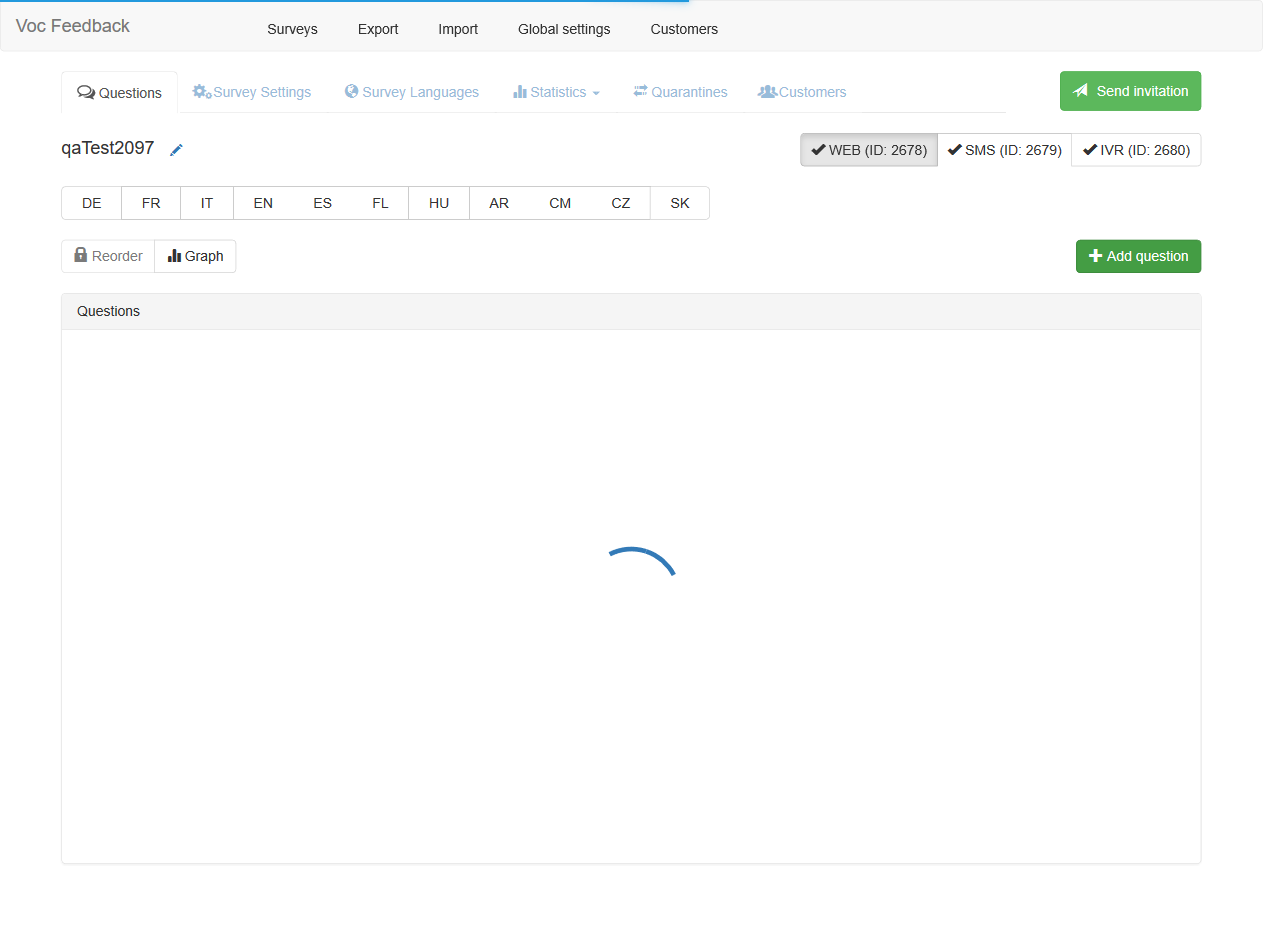 Voc Feedback Surveys Export Import Global settings Customers
Questions Survey Settings Survey Languages Statistics Quarantines Customers Send invitation
qaTest2097 WEB (ID: 2678) SMS (ID: 2679) IVR (ID: 2680)
DE FR IT EN ES FL HU AR CM CZ SK
Reorder Graph Add question
Questions